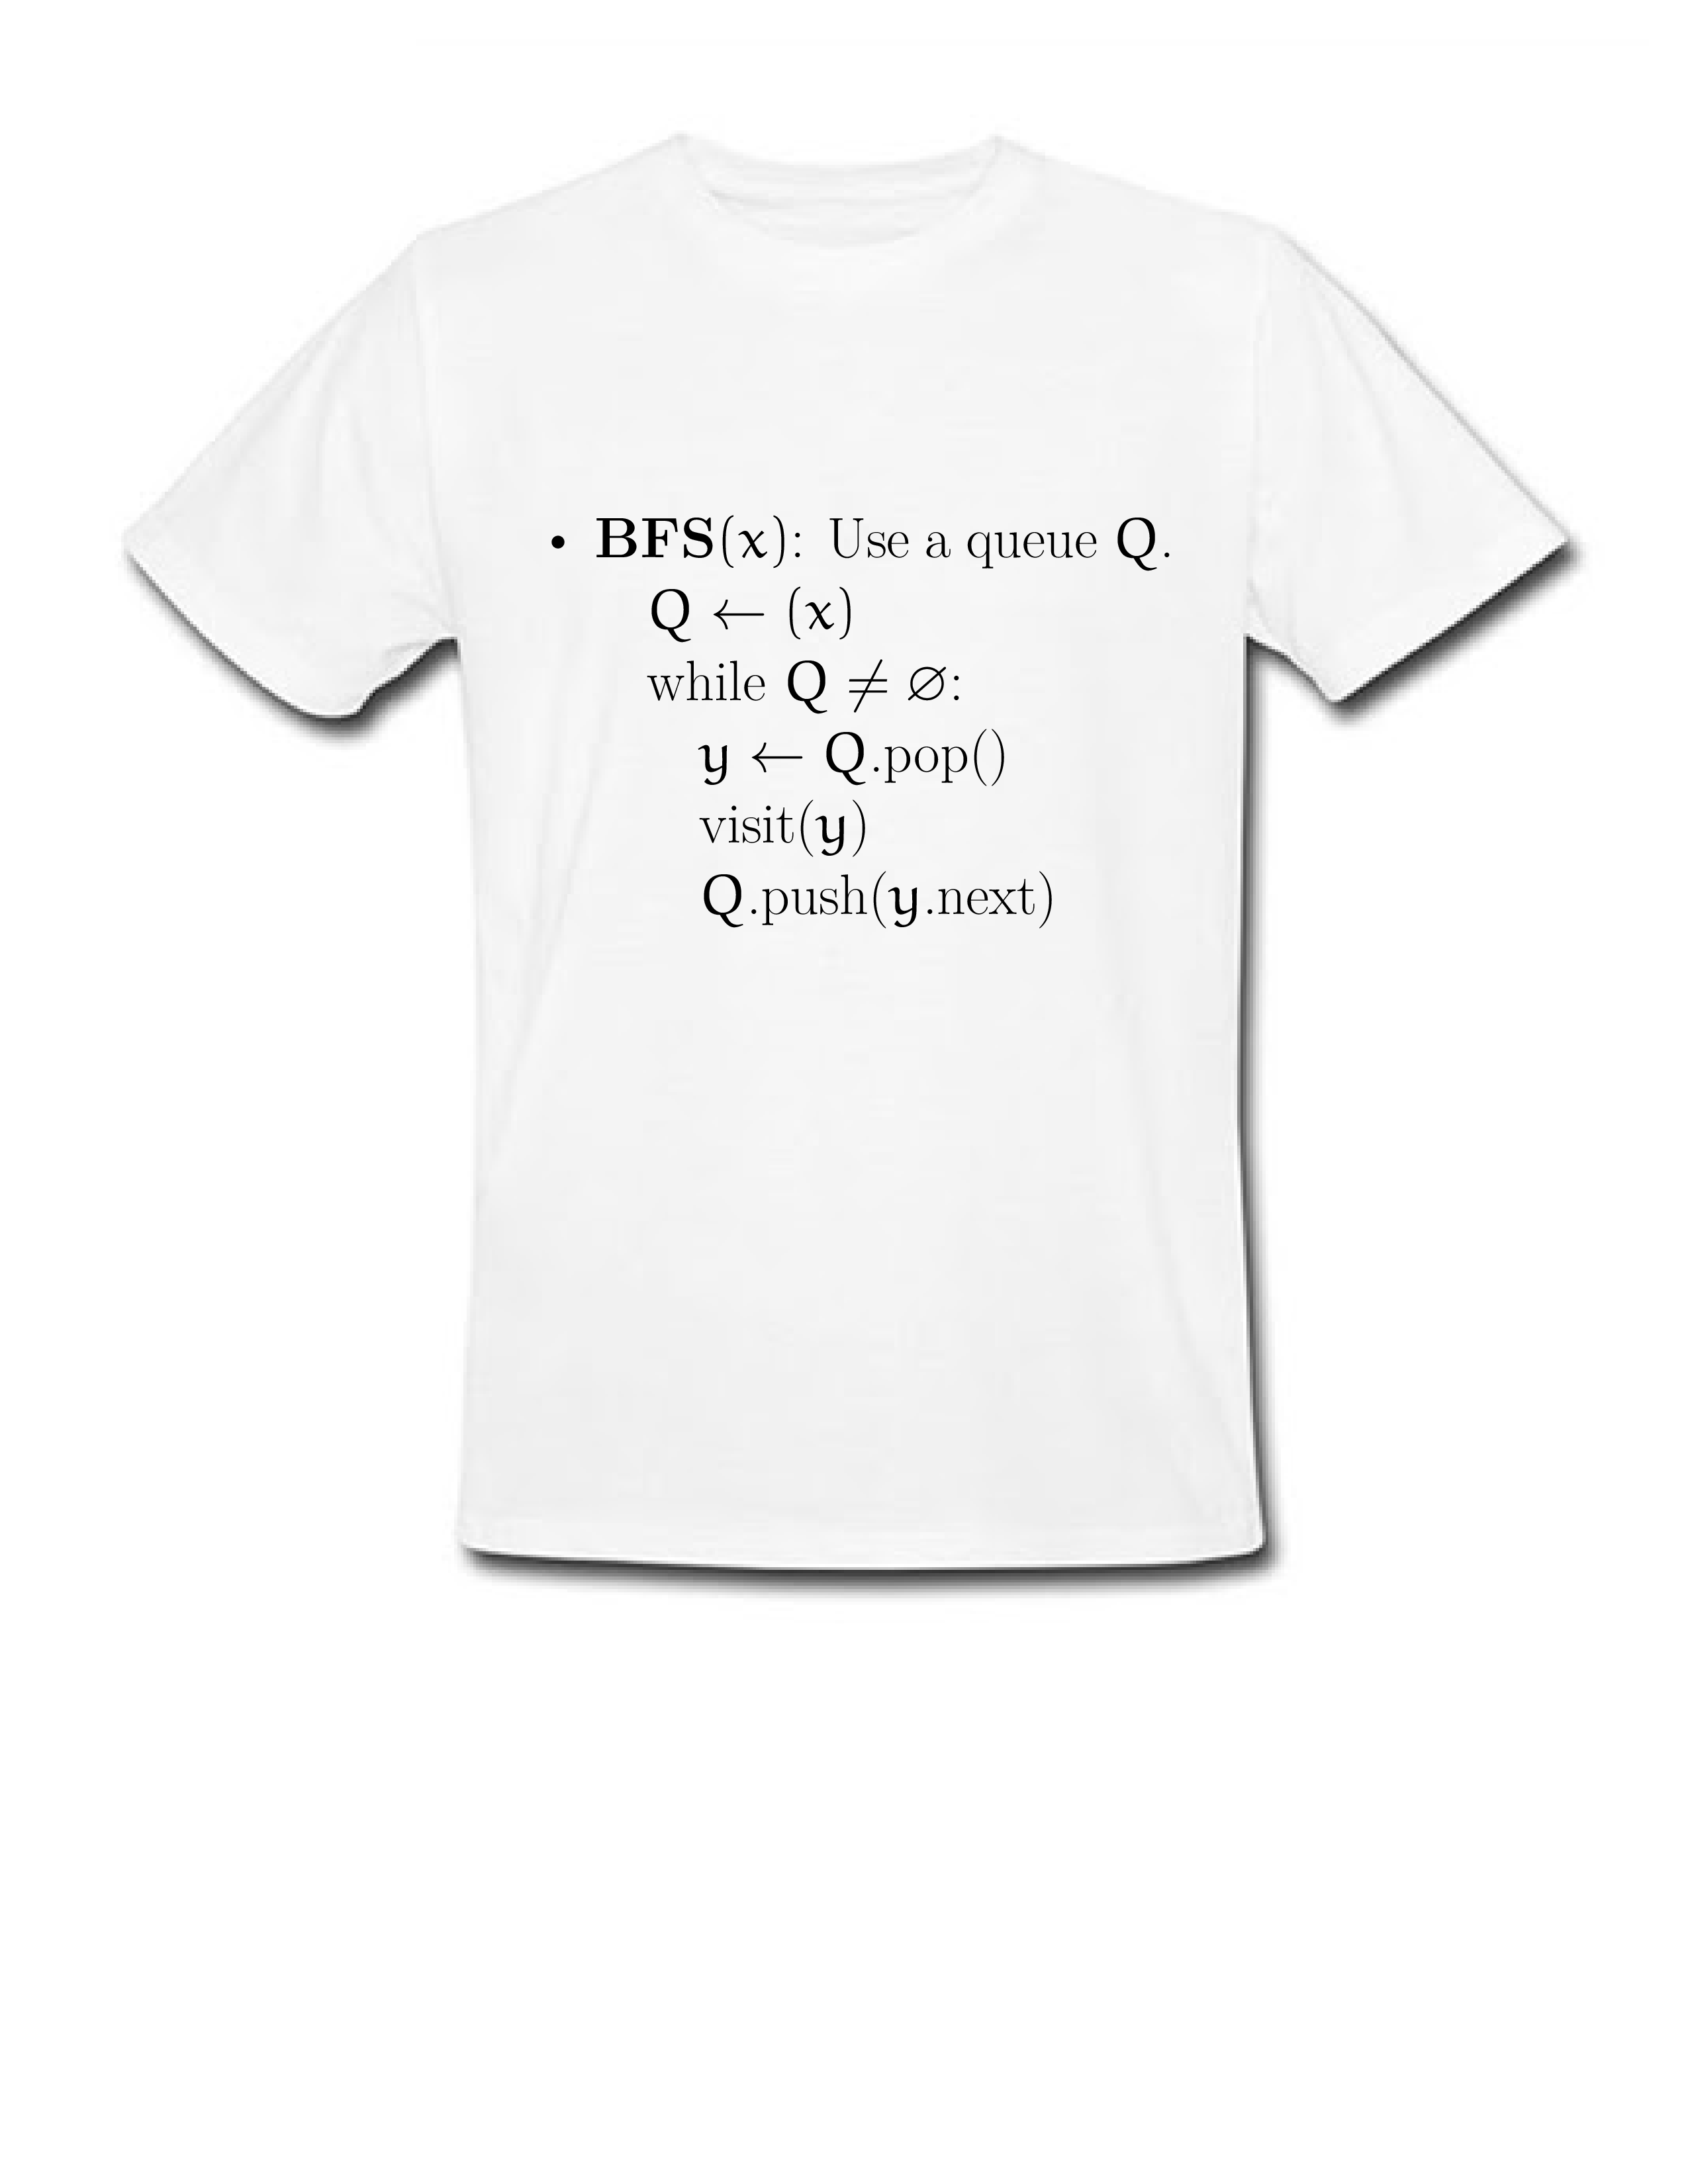 • BFS(x): Use a queue Q.
Q ← (x)
while Q ≠ ∅:
y ← Q.pop()
visit(y)
Q.push(y.next)